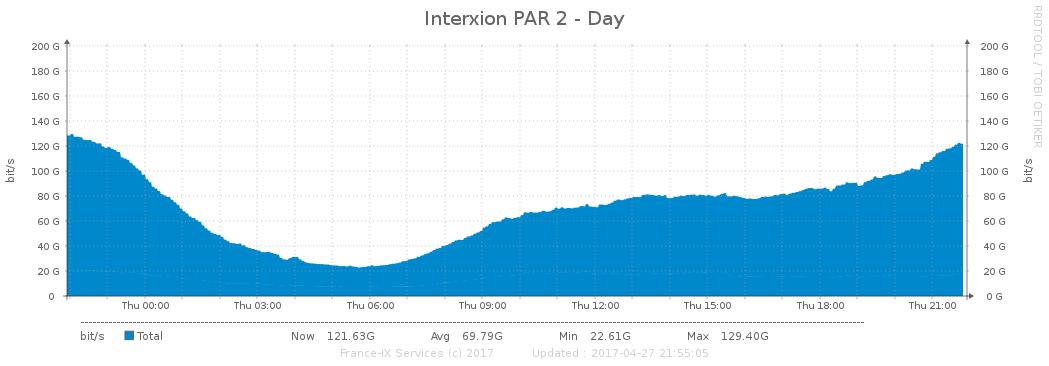 Interxion PAR 2 - Day
RRDTOOL / TOBI OETIKER
bit/s
200 G 200 G
180 G 180 G
160 G 160 G
140 G 140 G
120 G 120 G
100 G 100 G
80 G 80 G
60 G 60 G
40 G 40 G
20 G 20 G
0 0 G
bit/s
Thu 00:00 Thu 03:00 Thu 06:00 Thu 09:00 Thu 12:00 Thu 15:00 Thu 18:00 Thu 21:00
bit/s Total Now 121.63G Avg 69.79G Min 22.61G Max 129.40G
France-IX Services (c) 2017 Updated : 2017-04-27 21:55:05